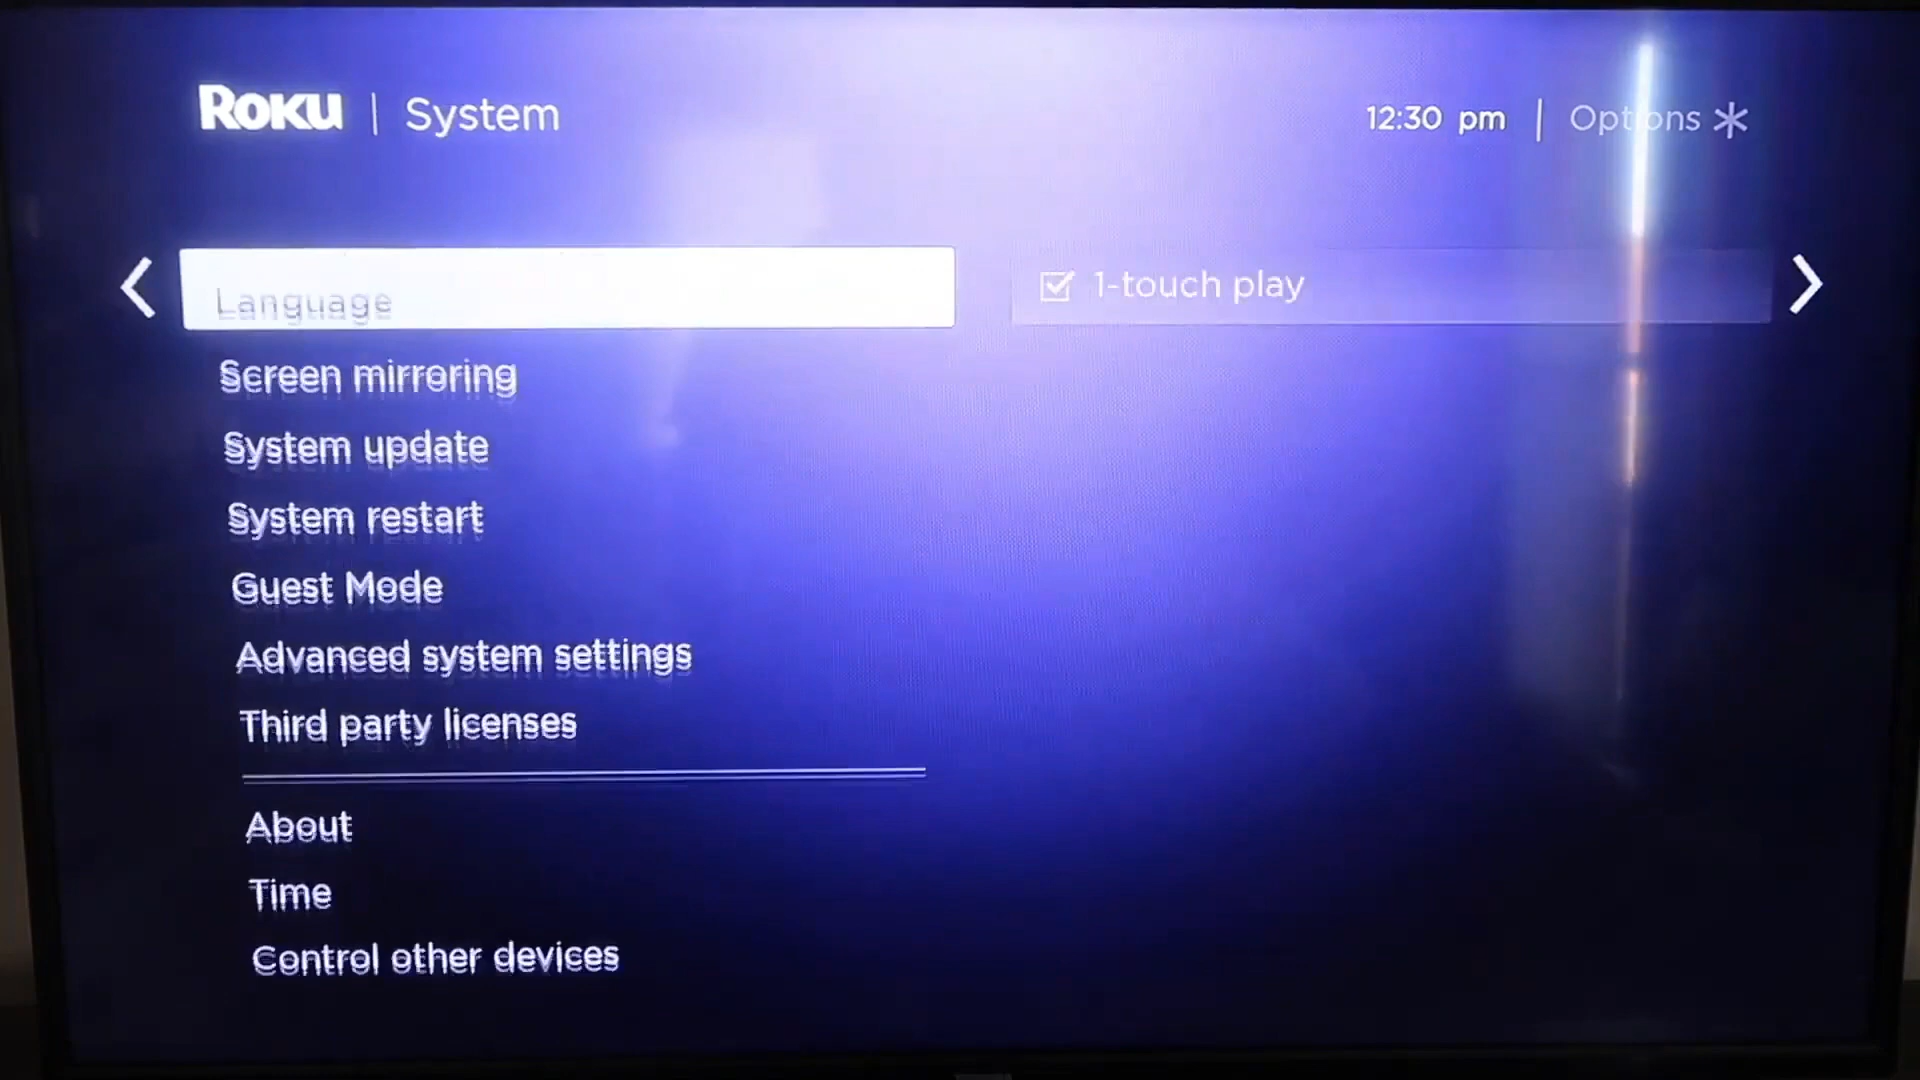 Roku | System
12:30 pm | Options *
Language
1-touch play
Screen mirroring
System update
System restart
Guest Mode
Advanced system settings
Third party licenses
About
Time
Control other devices